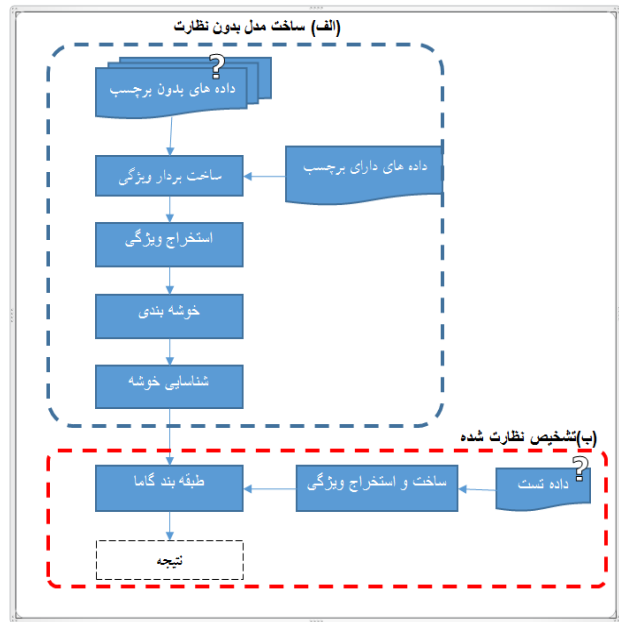 (الف) ساخت مدل بدون نظارت
?
داده های بدون برچسب
داده های دارای برچسب
ساخت بردار ویژگی
استخراج ویژگی
خوشه بندی
شناسایی خوشه
(ب)تشخیص نظارت شده
?
داده تست
ساخت و استخراج ویژگی
طبقه بند گاما
نتیجه